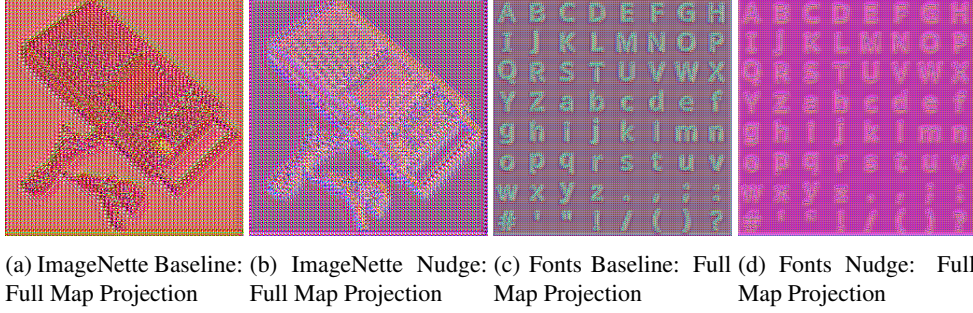 A B C D E F G H
I J K L M N O P
Q R S T U V W X
Y Z a b c d e f
g h i j k l m n
o p q r s t u v
w x y z . , ; :
# ' " ! / ( ) ?
A B C D E F G H
I J K L M N O P
Q R S T U V W X
Y Z a b c d e f
g h i j k l m n
o p q r s t u v
w x y z . , ; :
# ' " ! / ( ) ?
(a) ImageNette Baseline: Full Map Projection
(b) ImageNette Nudge: Full Map Projection
(c) Fonts Baseline: Full Map Projection
(d) Fonts Nudge: Full Map Projection